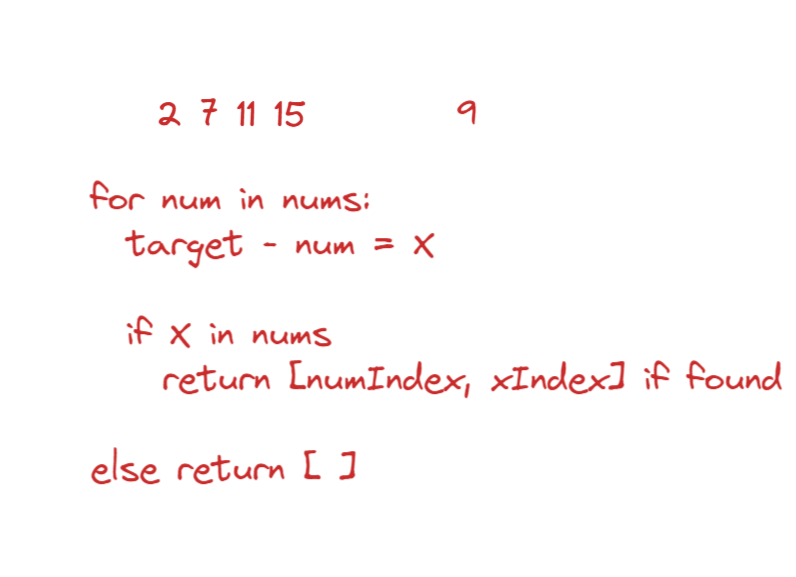 2 7 11 15 9
for num in nums:
target - num = X
if X in nums
return [numIndex, xIndex] if found
else return [ ]